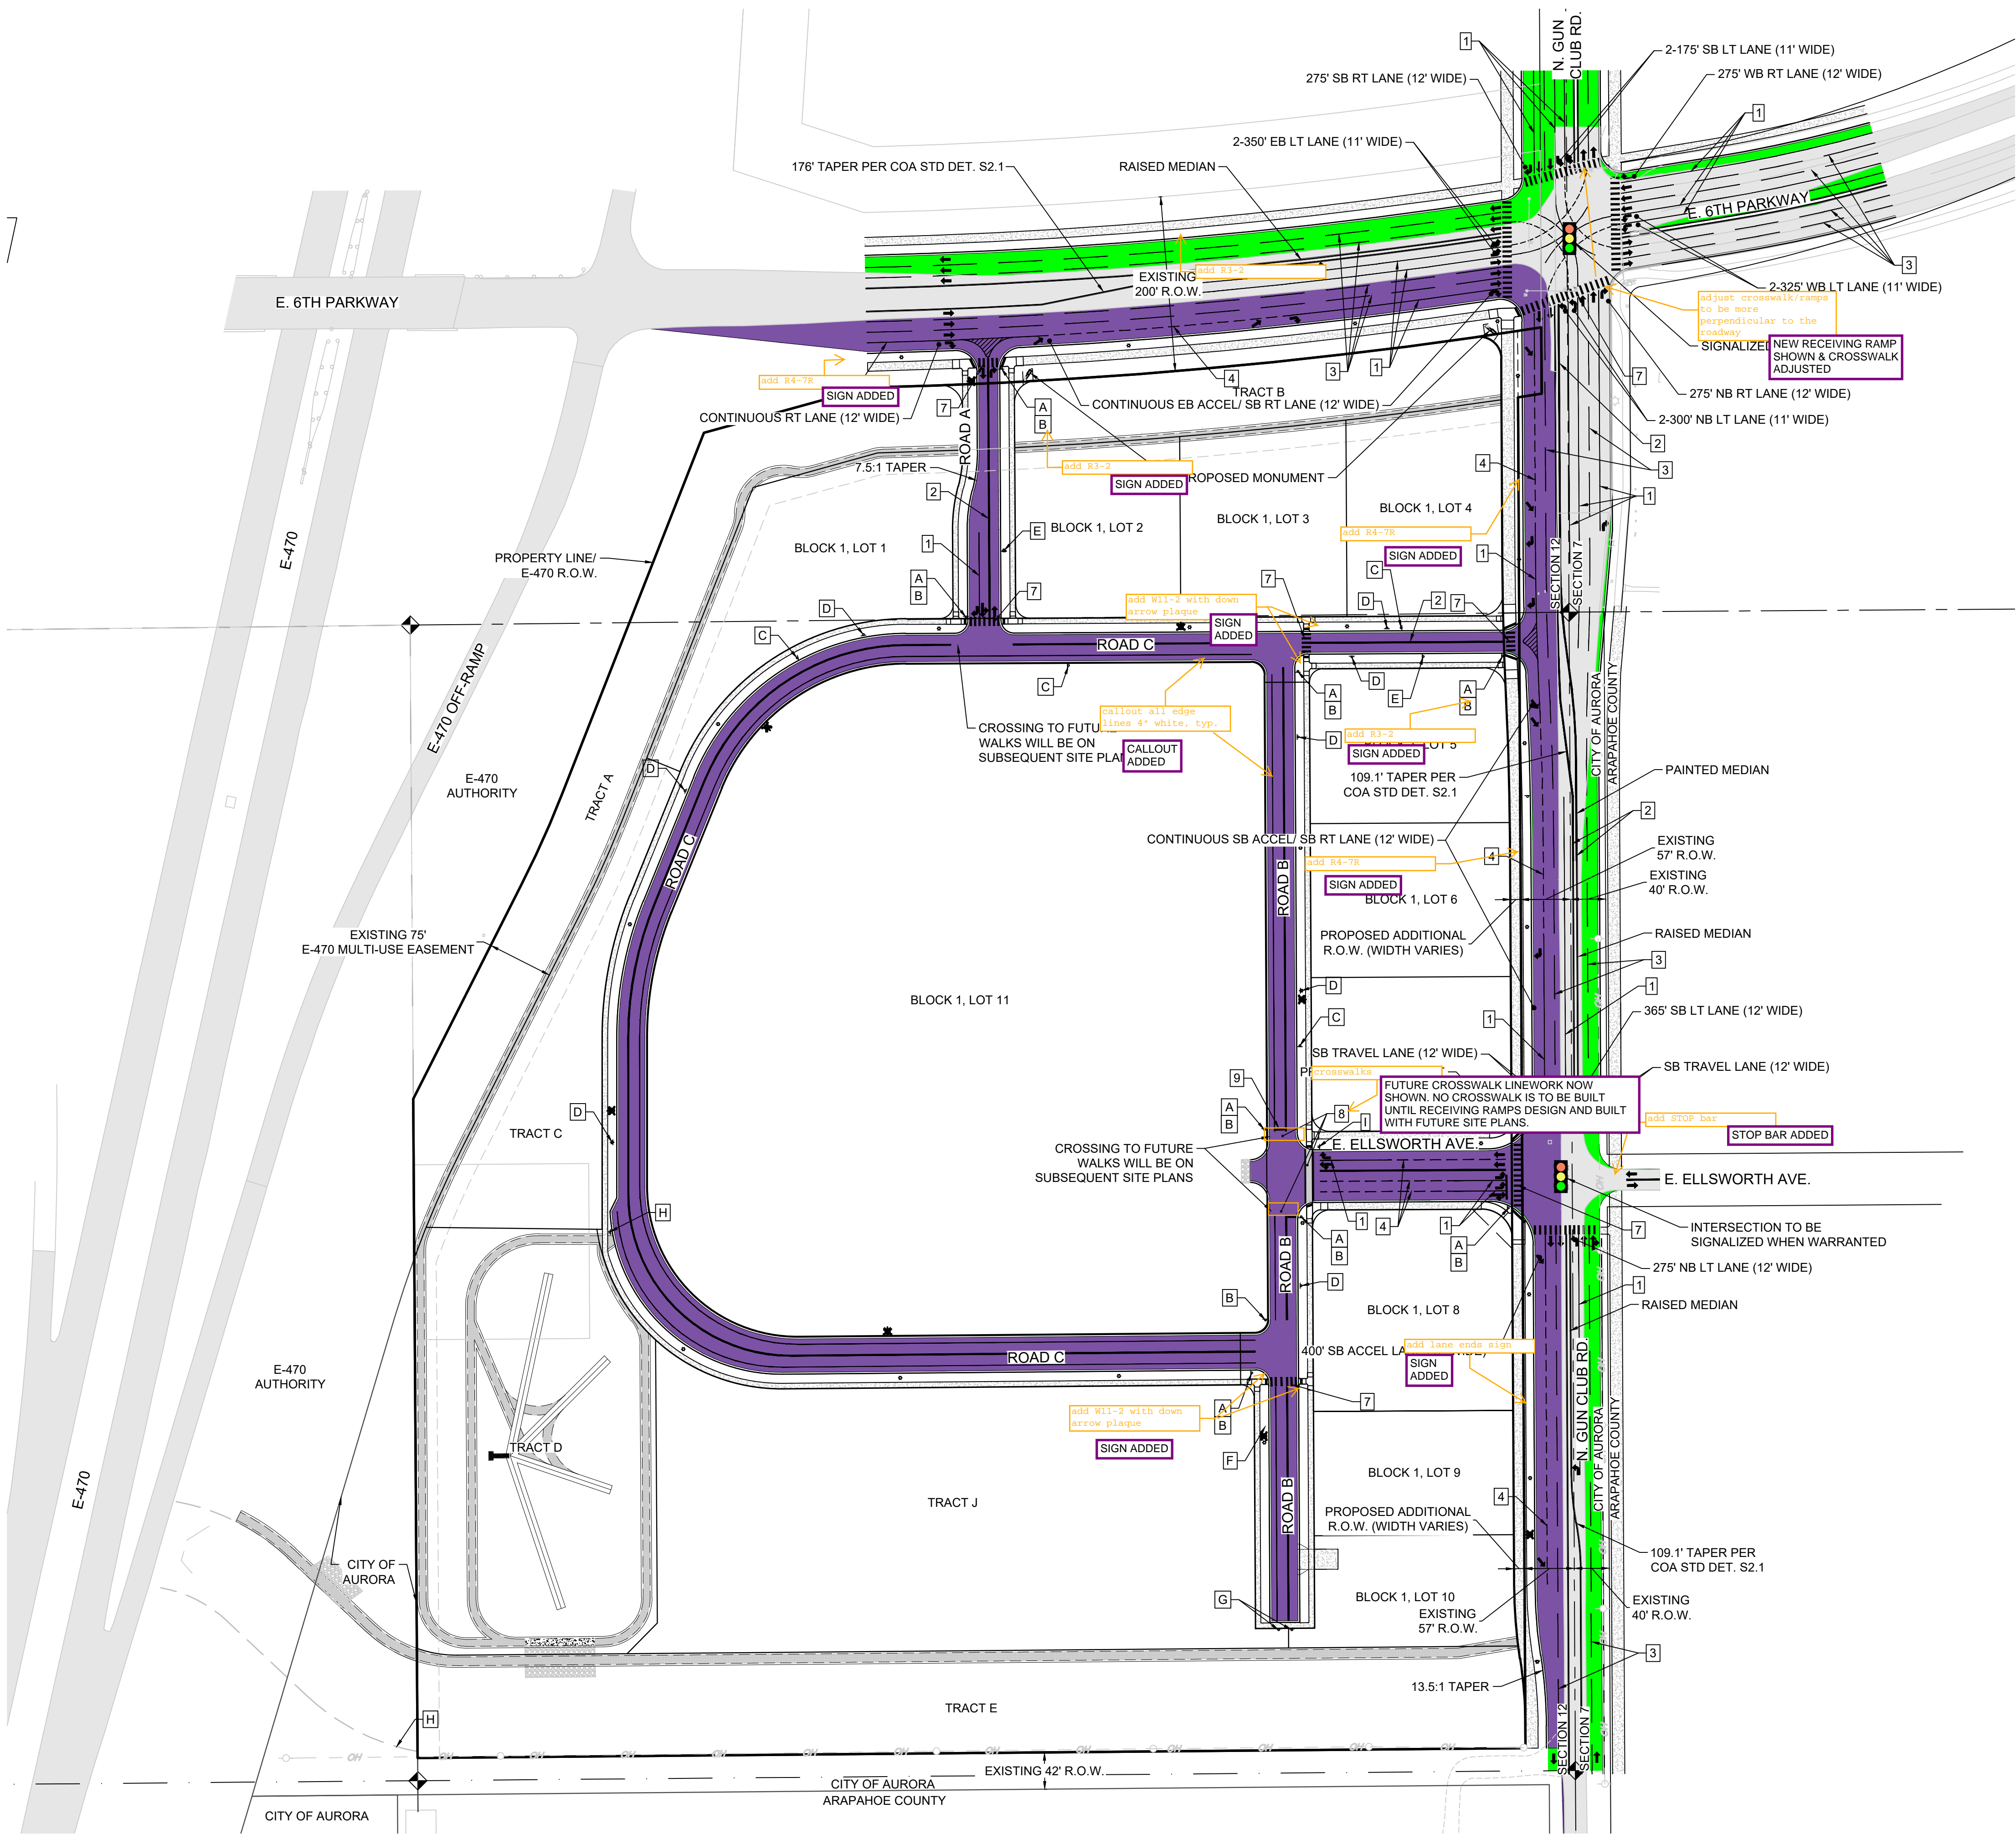 N. GUN
CLUB RD.
1
2-175' SB LT LANE (11' WIDE)
275' SB RT LANE (12' WIDE)
275' WB RT LANE (12' WIDE)
1
2-350' EB LT LANE (11' WIDE)
176' TAPER PER COA STD DET. S2.1
RAISED MEDIAN
E. 6TH PARKWAY
3
add R3-2
EXISTING
200' R.O.W.
2-325' WB LT LANE (11' WIDE)
E. 6TH PARKWAY
adjust crosswalk/ramps
to be more
perpendicular to the
roadway
SIGNALIZED
NEW RECEIVING RAMP
SHOWN & CROSSWALK
ADJUSTED
add R4-7R
SIGN ADDED
4
3
1
7
TRACT B
275' NB RT LANE (12' WIDE)
7
A
B
CONTINUOUS EB ACCEL/ SB RT LANE (12' WIDE)
CONTINUOUS RT LANE (12' WIDE)
2-300' NB LT LANE (11' WIDE)
ROAD A
2
7.5:1 TAPER
add R3-2
SIGN ADDED
ROPOSED MONUMENT
4
3
2
1
BLOCK 1, LOT 4
BLOCK 1, LOT 3
BLOCK 1, LOT 2
E
BLOCK 1, LOT 1
1
add R4-7R
SIGN ADDED
1
E-470
PROPERTY LINE/
E-470 R.O.W.
SECTION 12
SECTION 7
A
B
7
7
C
D
2
7
add W11-2 with down
arrow plaque
SIGN
ADDED
D
C
ROAD C
E-470 OFF-RAMP
C
D
E
A
B
A
B
callout all edge
lines 4" white, typ.
CALLOUT
ADDED
CROSSING TO FUTU
WALKS WILL BE ON
SUBSEQUENT SITE PLA
D
add R3-2
SIGN ADDED
LOT 5
CITY OF AURORA
ARAPAHOE COUNTY
D
E-470
AUTHORITY
TRACT A
109.1' TAPER PER
COA STD DET. S2.1
PAINTED MEDIAN
2
CONTINUOUS SB ACCEL/ SB RT LANE (12' WIDE)
EXISTING
57' R.O.W.
ROAD C
ROAD B
add R4-7R
4
SIGN ADDED
EXISTING
40' R.O.W.
BLOCK 1, LOT 6
EXISTING 75'
E-470 MULTI-USE EASEMENT
PROPOSED ADDITIONAL
R.O.W. (WIDTH VARIES)
RAISED MEDIAN
3
D
1
BLOCK 1, LOT 11
C
1
365' SB LT LANE (12' WIDE)
SB TRAVEL LANE (12' WIDE)
SB TRAVEL LANE (12' WIDE)
crosswalks
9
FUTURE CROSSWALK LINEWORK NOW
SHOWN. NO CROSSWALK IS TO BE BUILT
UNTIL RECEIVING RAMPS DESIGN AND BUILT
WITH FUTURE SITE PLANS.
D
A
B
8
I
add STOP bar
STOP BAR ADDED
TRACT C
CROSSING TO FUTURE
WALKS WILL BE ON
SUBSEQUENT SITE PLANS
E. ELLSWORTH AVE.
E. ELLSWORTH AVE.
OH
H
1
4
1
7
A
B
A
B
INTERSECTION TO BE
SIGNALIZED WHEN WARRANTED
ROAD B
275' NB LT LANE (12' WIDE)
D
1
B
BLOCK 1, LOT 8
RAISED MEDIAN
ROAD C
400' SB ACCEL LA
add lane ends sign
SIGN
ADDED
E-470
AUTHORITY
A
B
7
add W11-2 with down
arrow plaque
SIGN ADDED
N. GUN CLUB RD.
CITY OF AURORA
ARAPAHOE COUNTY
TRACT D
F
E-470
BLOCK 1, LOT 9
4
TRACT J
ROAD B
PROPOSED ADDITIONAL
R.O.W. (WIDTH VARIES)
109.1' TAPER PER
COA STD DET. S2.1
CITY OF
AURORA
G
BLOCK 1, LOT 10
EXISTING
57' R.O.W.
EXISTING
40' R.O.W.
3
13.5:1 TAPER
TRACT E
H
SECTION 12
SECTION 7
OH OH OH OH OH OH OH OH OH OH OH OH OH
EXISTING 42' R.O.W.
CITY OF AURORA
ARAPAHOE COUNTY
CITY OF AURORA